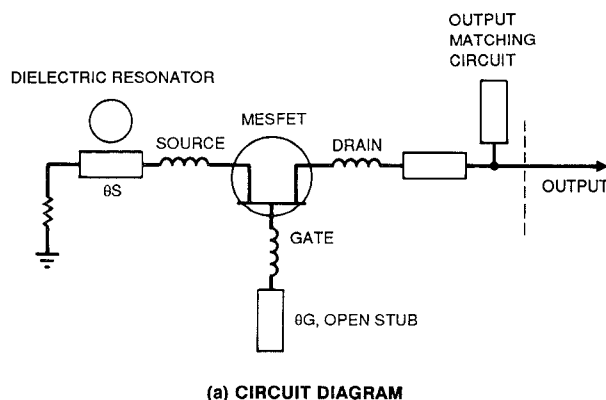 OUTPUT
MATCHING
CIRCUIT
DIELECTRIC RESONATOR
MESFET
SOURCE
DRAIN
θS
OUTPUT
GATE
θG, OPEN STUB
(a) CIRCUIT DIAGRAM